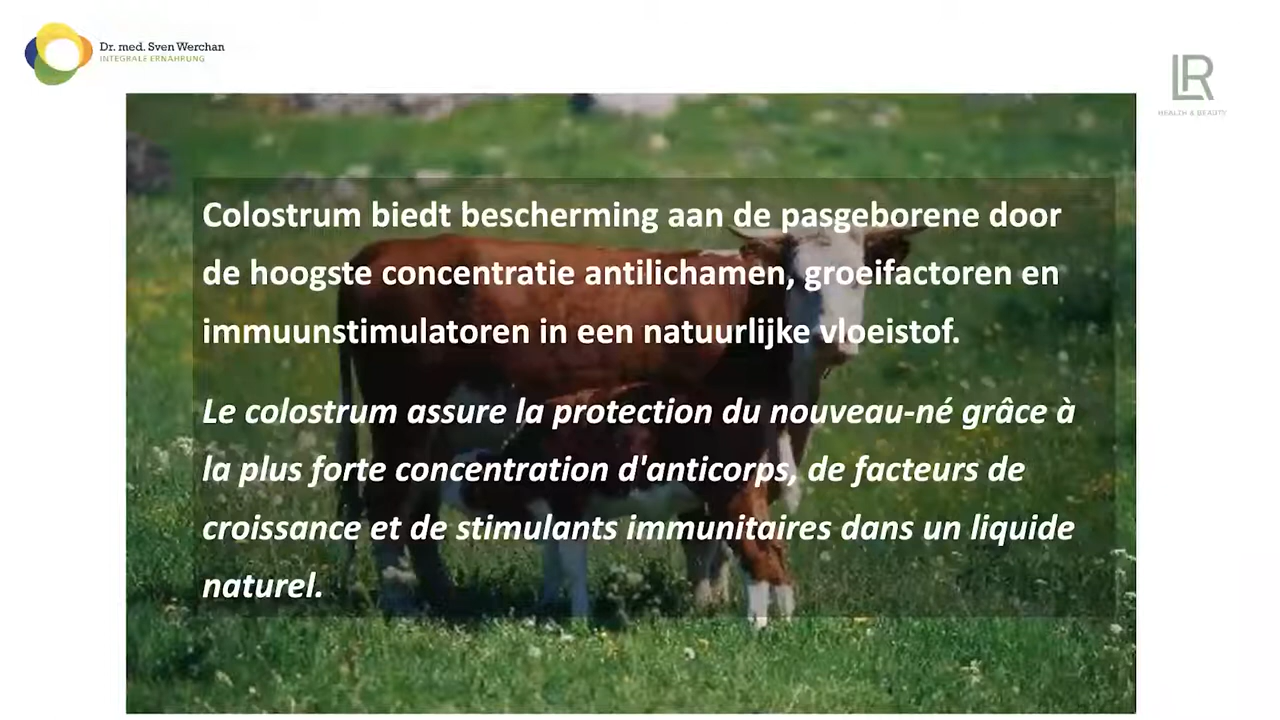 Dr. med. Sven Werchan
INTEGRALE ERNÄHRUNG
LR
HEALTH & BEAUTY
Colostrum biedt bescherming aan de pasgeborene door
de hoogste concentratie antilichamen, groeifactoren en
immuunstimulatoren in een natuurlijke vloeistof.
Le colostrum assure la protection du nouveau-né grâce à
la plus forte concentration d'anticorps, de facteurs de
croissance et de stimulants immunitaires dans un liquide
naturel.